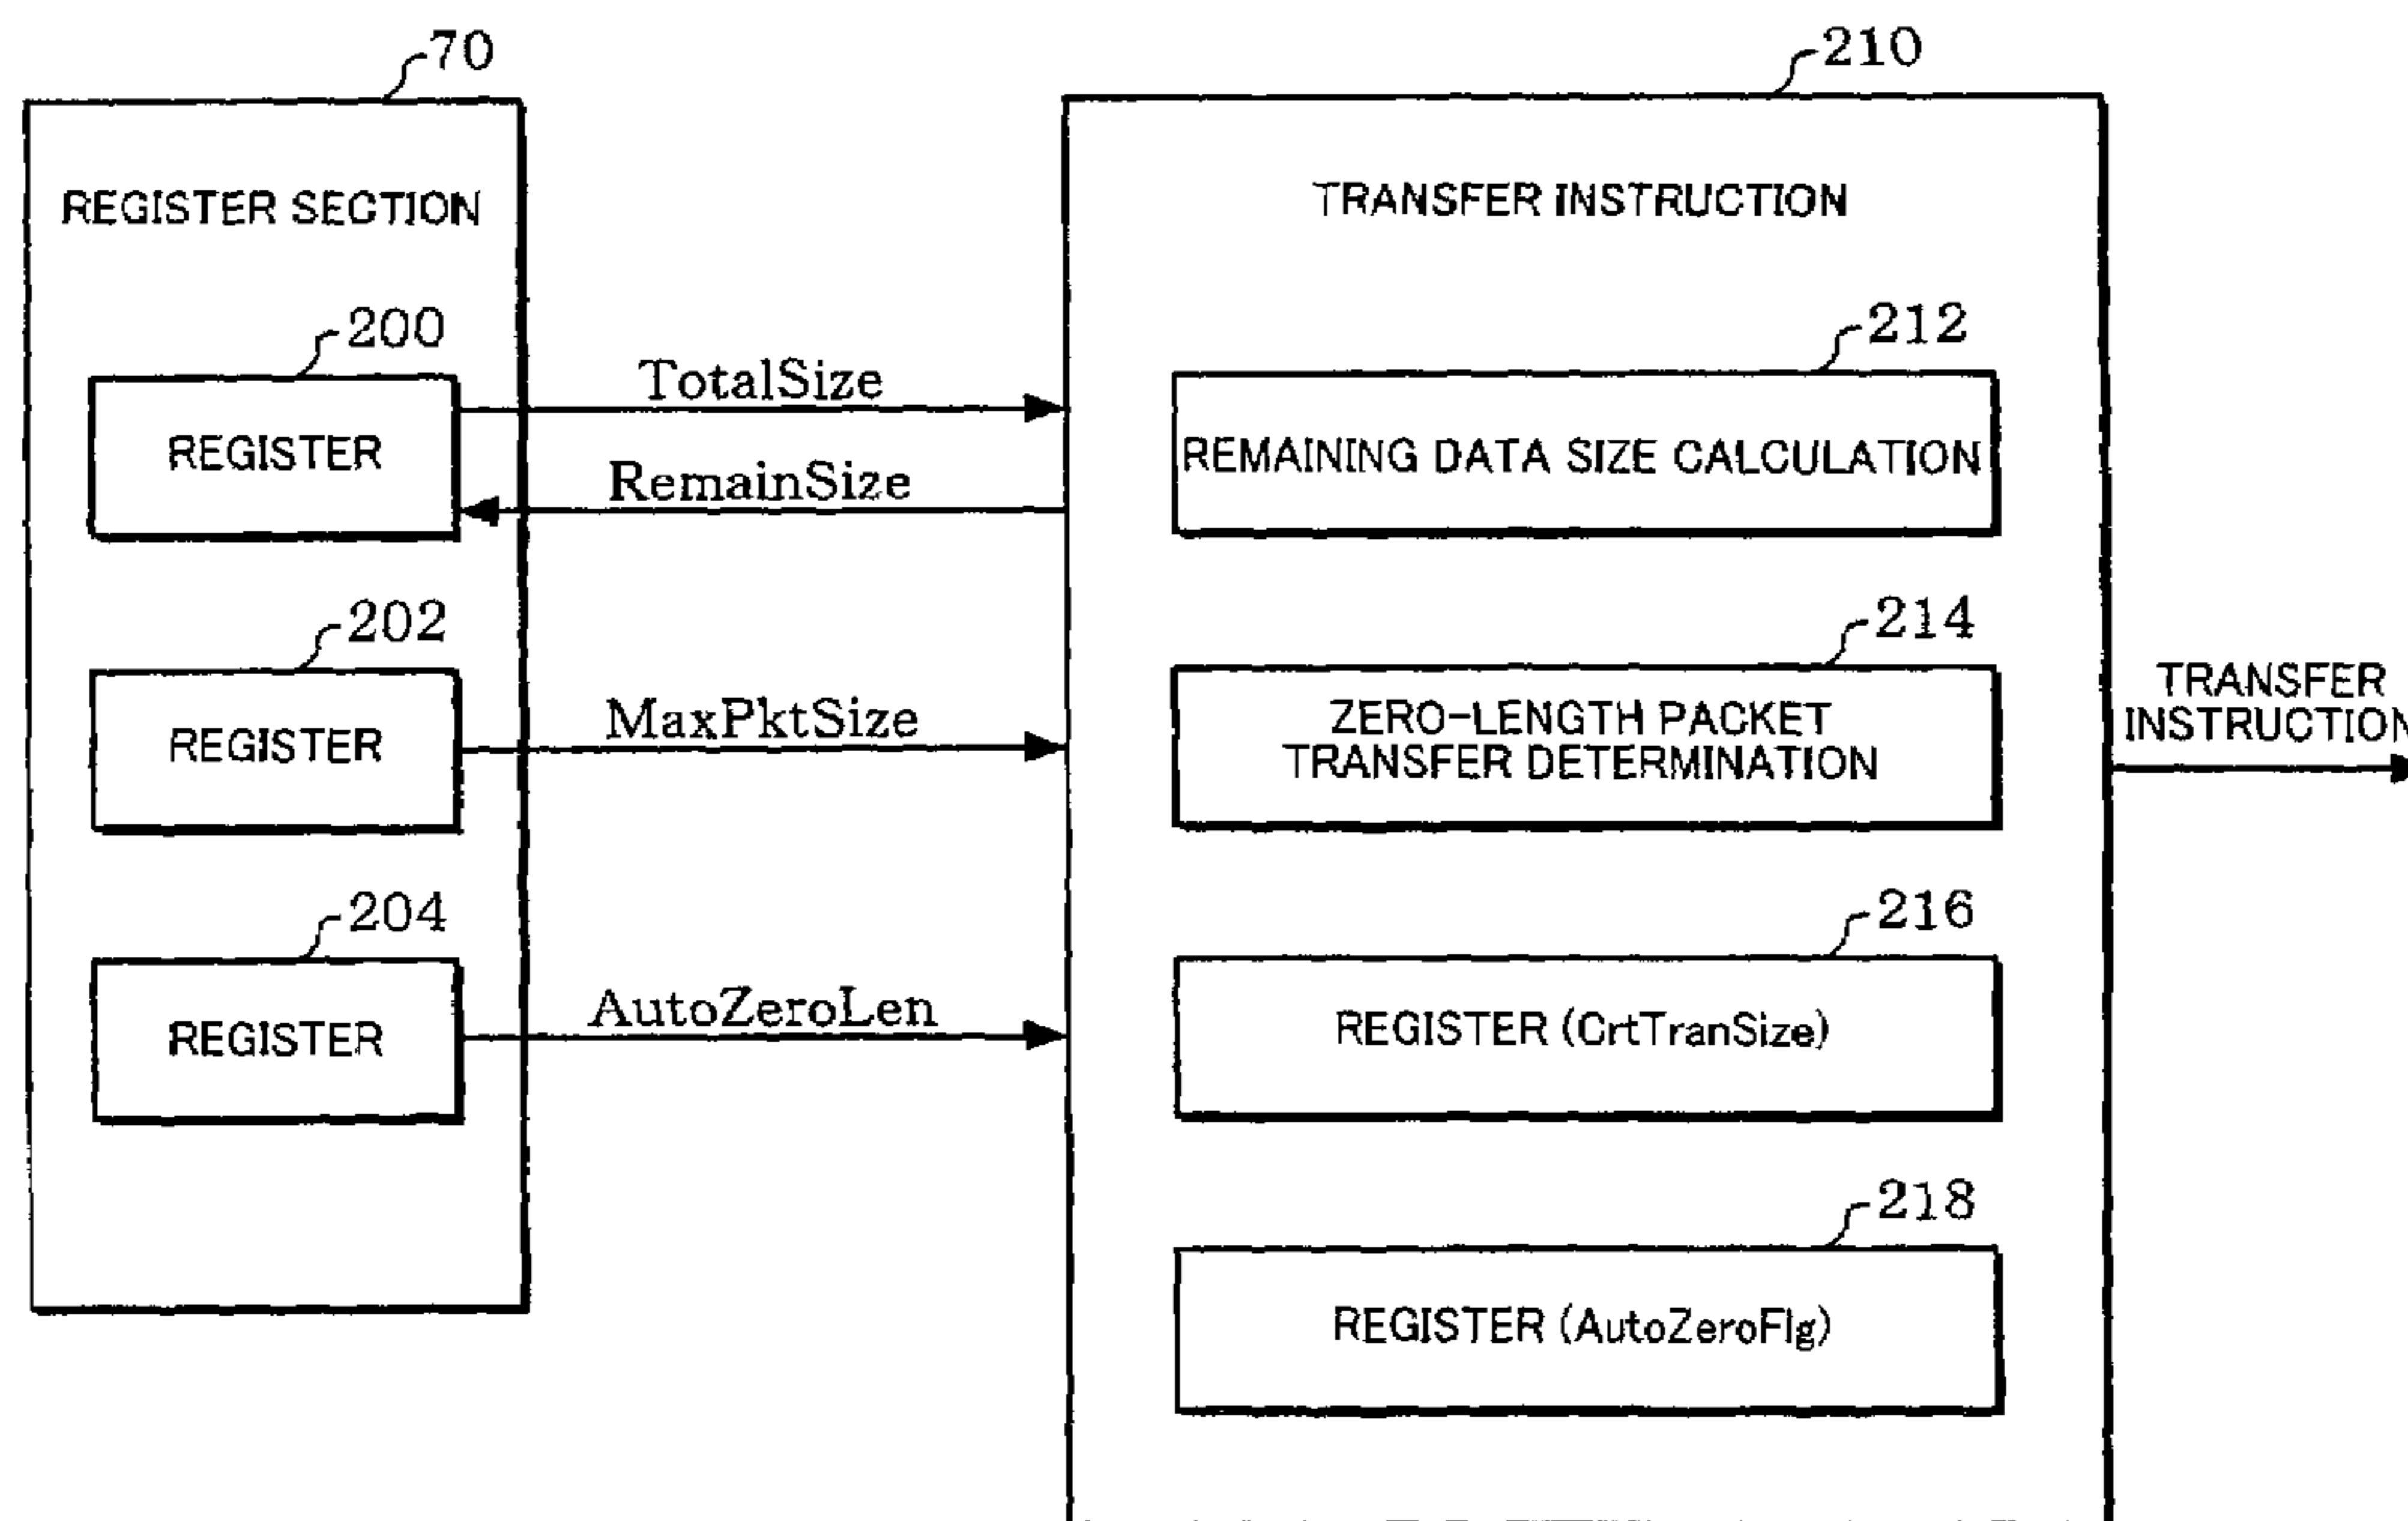 70
210
REGISTER SECTION
TRANSFER INSTRUCTION
200
212
REGISTER
TotalSize
RemainSize
REMAINING DATA SIZE CALCULATION
202
214
REGISTER
MaxPktSize
ZERO-LENGTH PACKET
TRANSFER DETERMINATION
TRANSFER
INSTRUCTION
204
216
REGISTER
AutoZeroLen
REGISTER (CrtTranSize)
218
REGISTER (AutoZeroFlg)